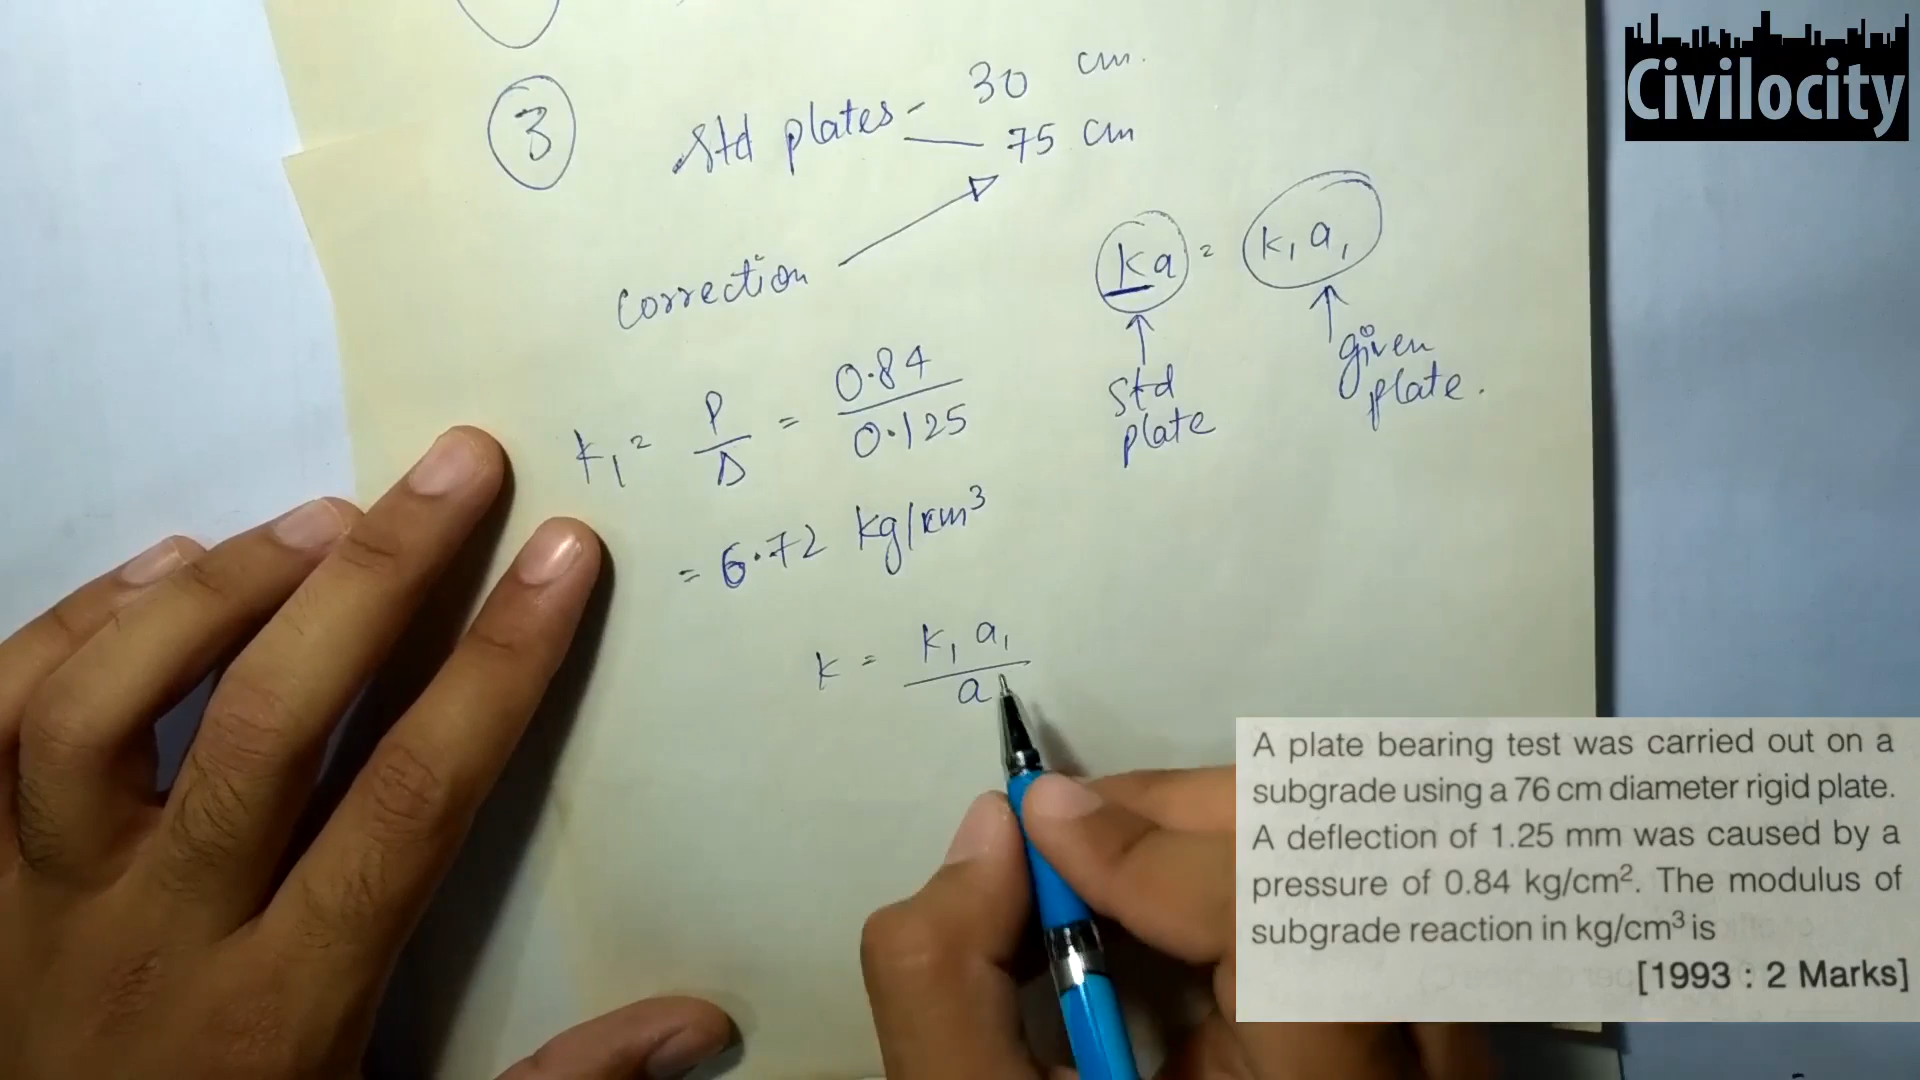 Civilocity
3
Std plates - 30 cm.
75 cm
Correction
ka = k₁ a₁
Std plate
given plate.
k₁ = P/Δ = 0.84/0.125
= 6.72 kg/cm³
k = k₁ a₁/a
A plate bearing test was carried out on a
subgrade using a 76 cm diameter rigid plate.
A deflection of 1.25 mm was caused by a
pressure of 0.84 kg/cm². The modulus of
subgrade reaction in kg/cm³ is
[1993 : 2 Marks]